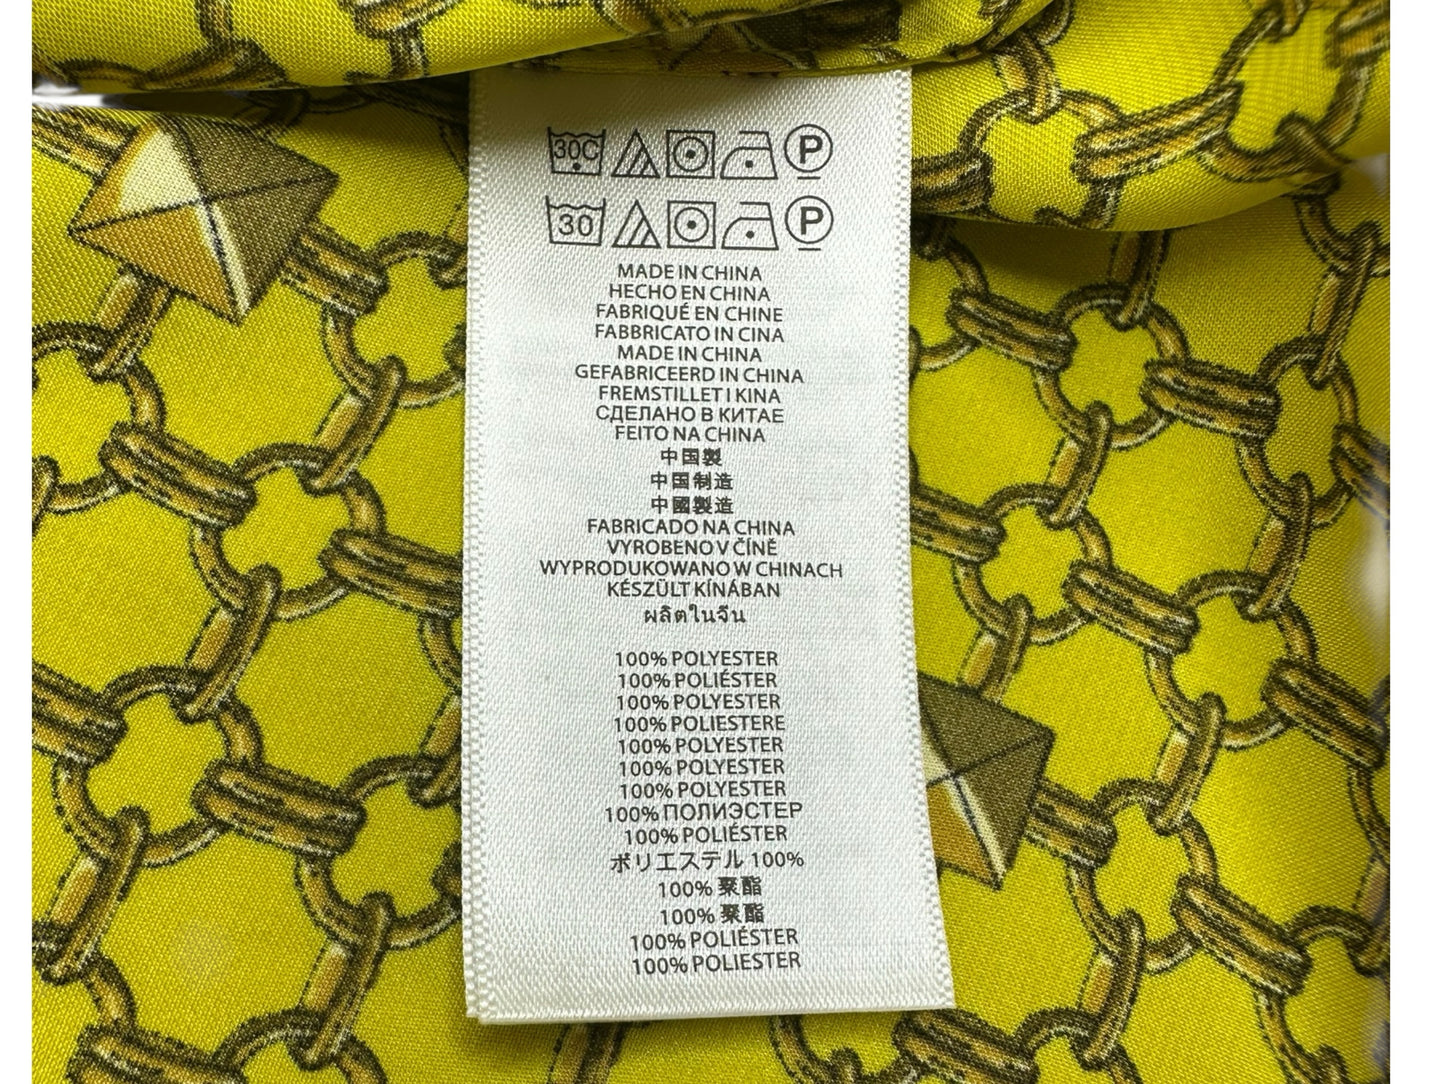 30C P
30 P
MADE IN CHINA
HECHO EN CHINA
FABRIQUÉ EN CHINE
FABBRICATO IN CINA
MADE IN CHINA
GEFABRICEERD IN CHINA
FREMSTILLET I KINA
СДЕЛАНО В КИТАЕ
FEITO NA CHINA
中国製
中国制造
中國製造
FABRICADO NA CHINA
VYROBENO V ČÍNĚ
WYPRODUKOWANO W CHINACH
KÉSZÜLT KÍNÁBAN
ผลิตในจีน
100% POLYESTER
100% POLIÉSTER
100% POLYESTER
100% POLIESTERE
100% POLYESTER
100% POLYESTER
100% POLYESTER
100% ПОЛИЭСТЕР
100% POLIÉSTER
ポリエステル 100%
100% 聚酯
100% 聚酯
100% POLIÉSTER
100% POLIESTER